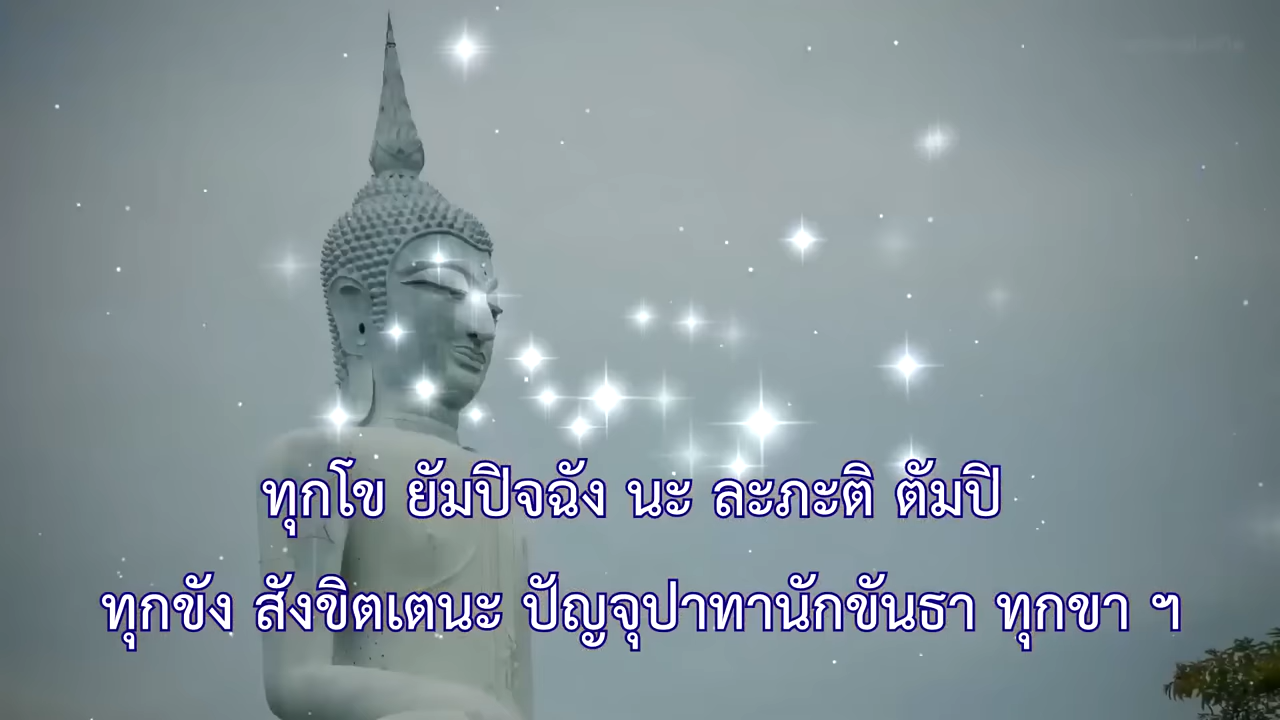 ทุกโข ยัมปิจฉัง นะ ละภะติ ตัมปิ
ทุกขัง สังขิตเตนะ ปัญจุปาทานักขันธา ทุกขา ฯ